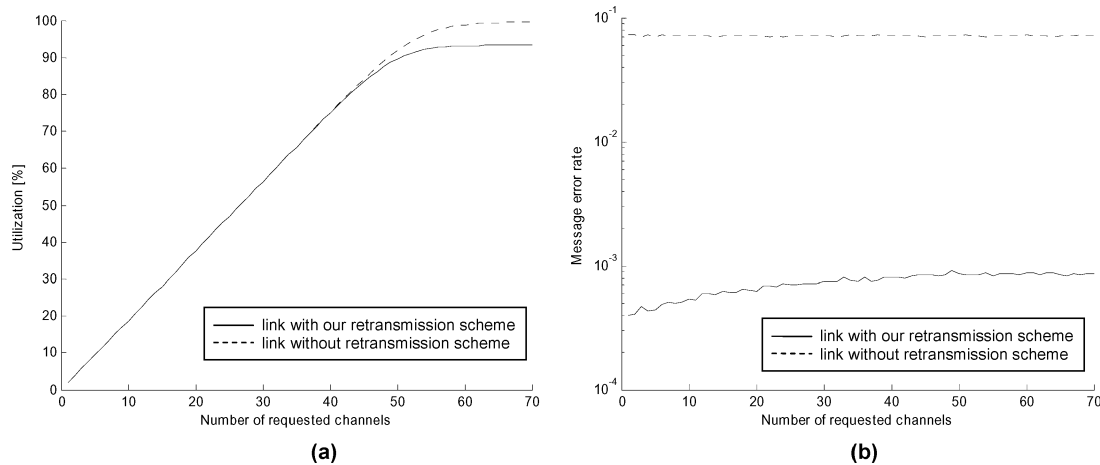 100
90
80
70
60
50
40
30
20
10
0
Utilization [%]
0 10 20 30 40 50 60 70
Number of requested channels
link with our retransmission scheme
link without retransmission scheme
(a)
10^-1
10^-2
10^-3
10^-4
Message error rate
0 10 20 30 40 50 60 70
Number of requested channels
link with our retransmission scheme
link without retransmission scheme
(b)